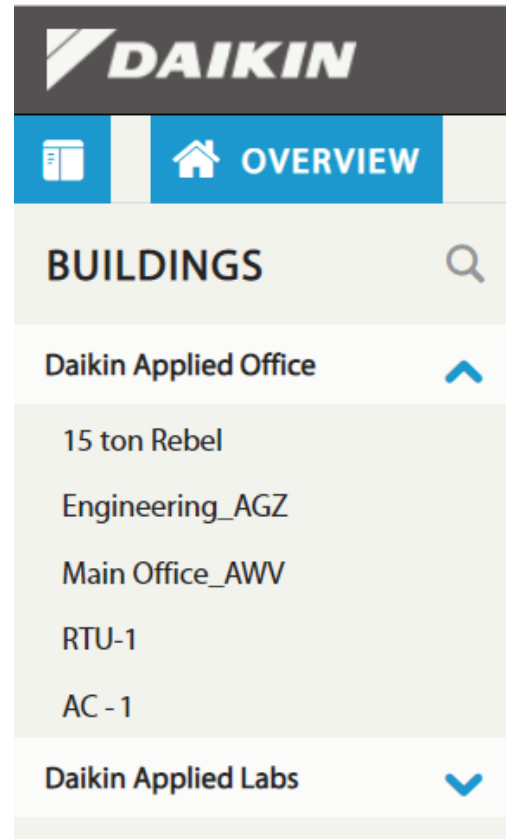 DAIKIN
OVERVIEW
BUILDINGS
Daikin Applied Office
15 ton Rebel
Engineering_AGZ
Main Office_AWV
RTU-1
AC - 1
Daikin Applied Labs